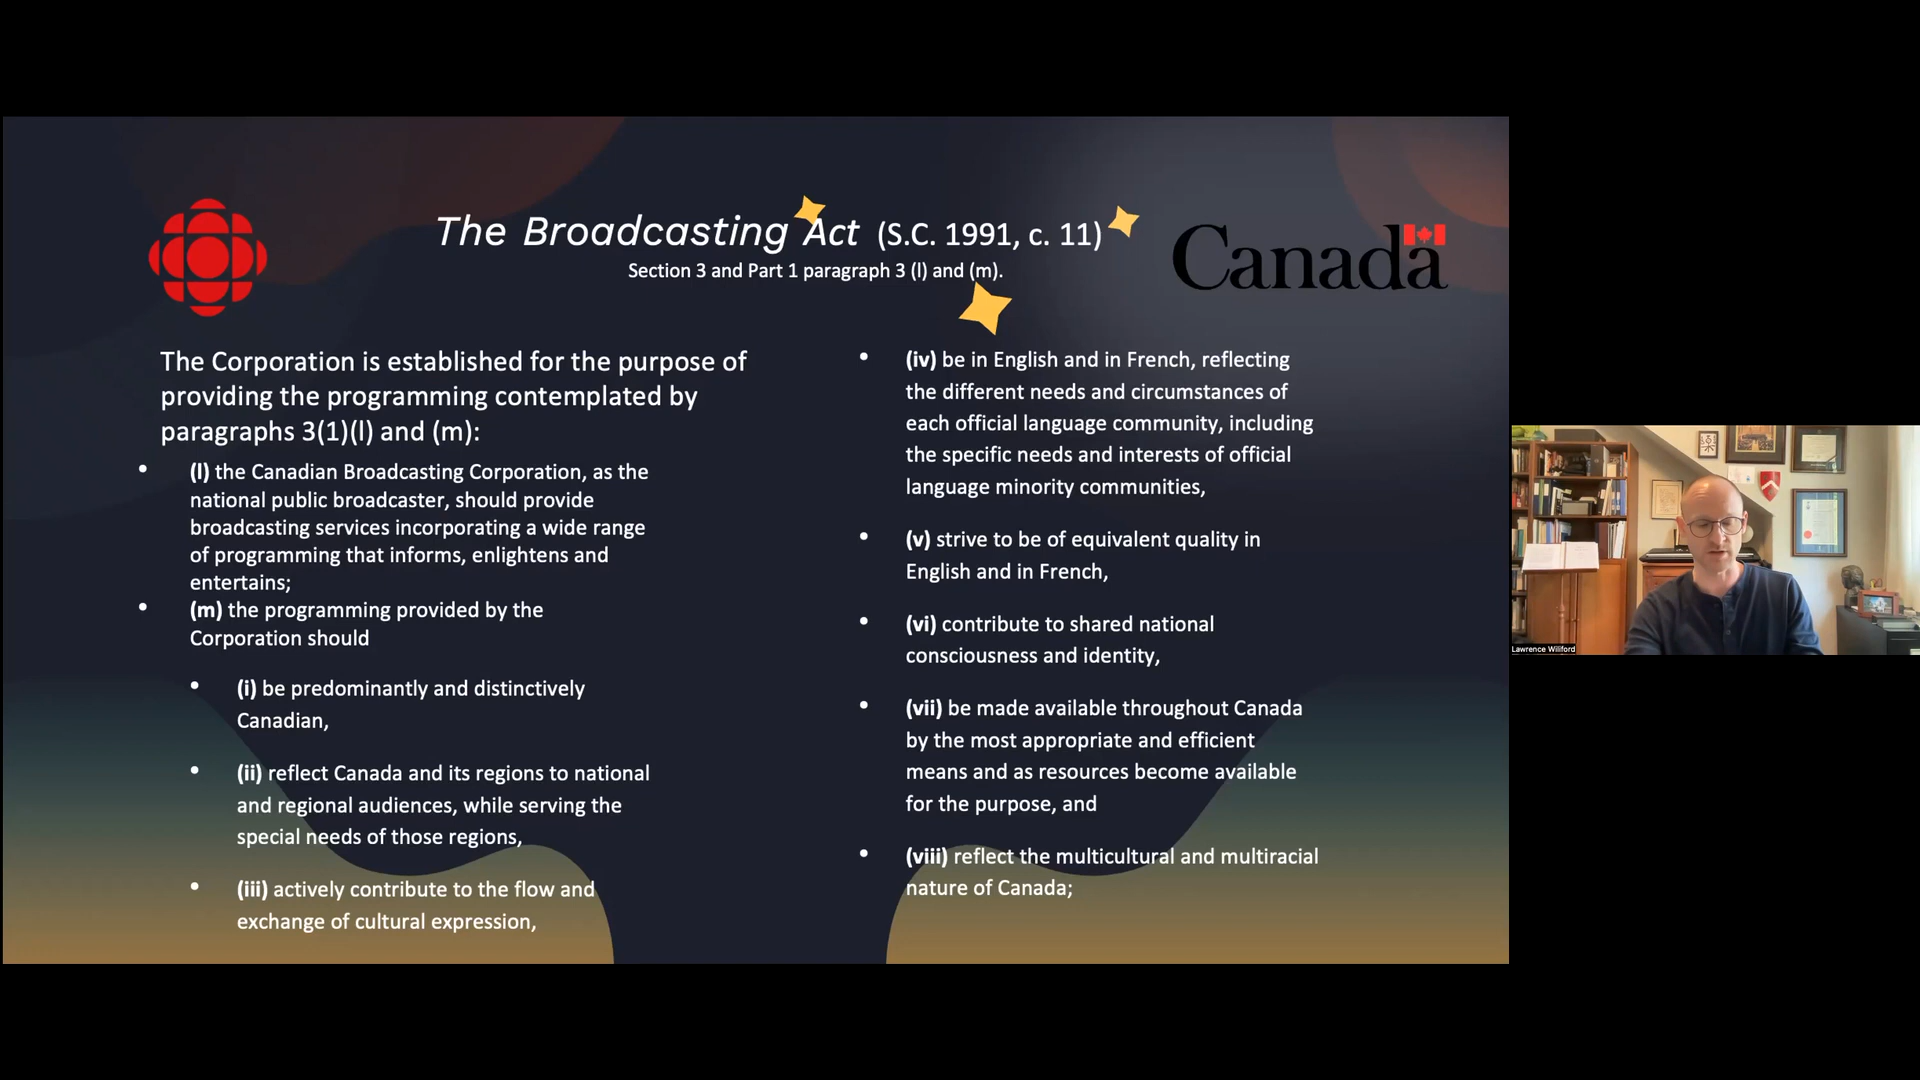 The Broadcasting Act (S.C. 1991, c. 11)
Section 3 and Part 1 paragraph 3 (l) and (m).
Canada
The Corporation is established for the purpose of
providing the programming contemplated by
paragraphs 3(1)(l) and (m):
• (l) the Canadian Broadcasting Corporation, as the
national public broadcaster, should provide
broadcasting services incorporating a wide range
of programming that informs, enlightens and
entertains;
• (m) the programming provided by the
Corporation should
• (i) be predominantly and distinctively
Canadian,
• (ii) reflect Canada and its regions to national
and regional audiences, while serving the
special needs of those regions,
• (iii) actively contribute to the flow and
exchange of cultural expression,
• (iv) be in English and in French, reflecting
the different needs and circumstances of
each official language community, including
the specific needs and interests of official
language minority communities,
• (v) strive to be of equivalent quality in
English and in French,
• (vi) contribute to shared national
consciousness and identity,
• (vii) be made available throughout Canada
by the most appropriate and efficient
means and as resources become available
for the purpose, and
• (viii) reflect the multicultural and multiracial
nature of Canada;
Lawrence Wiliford